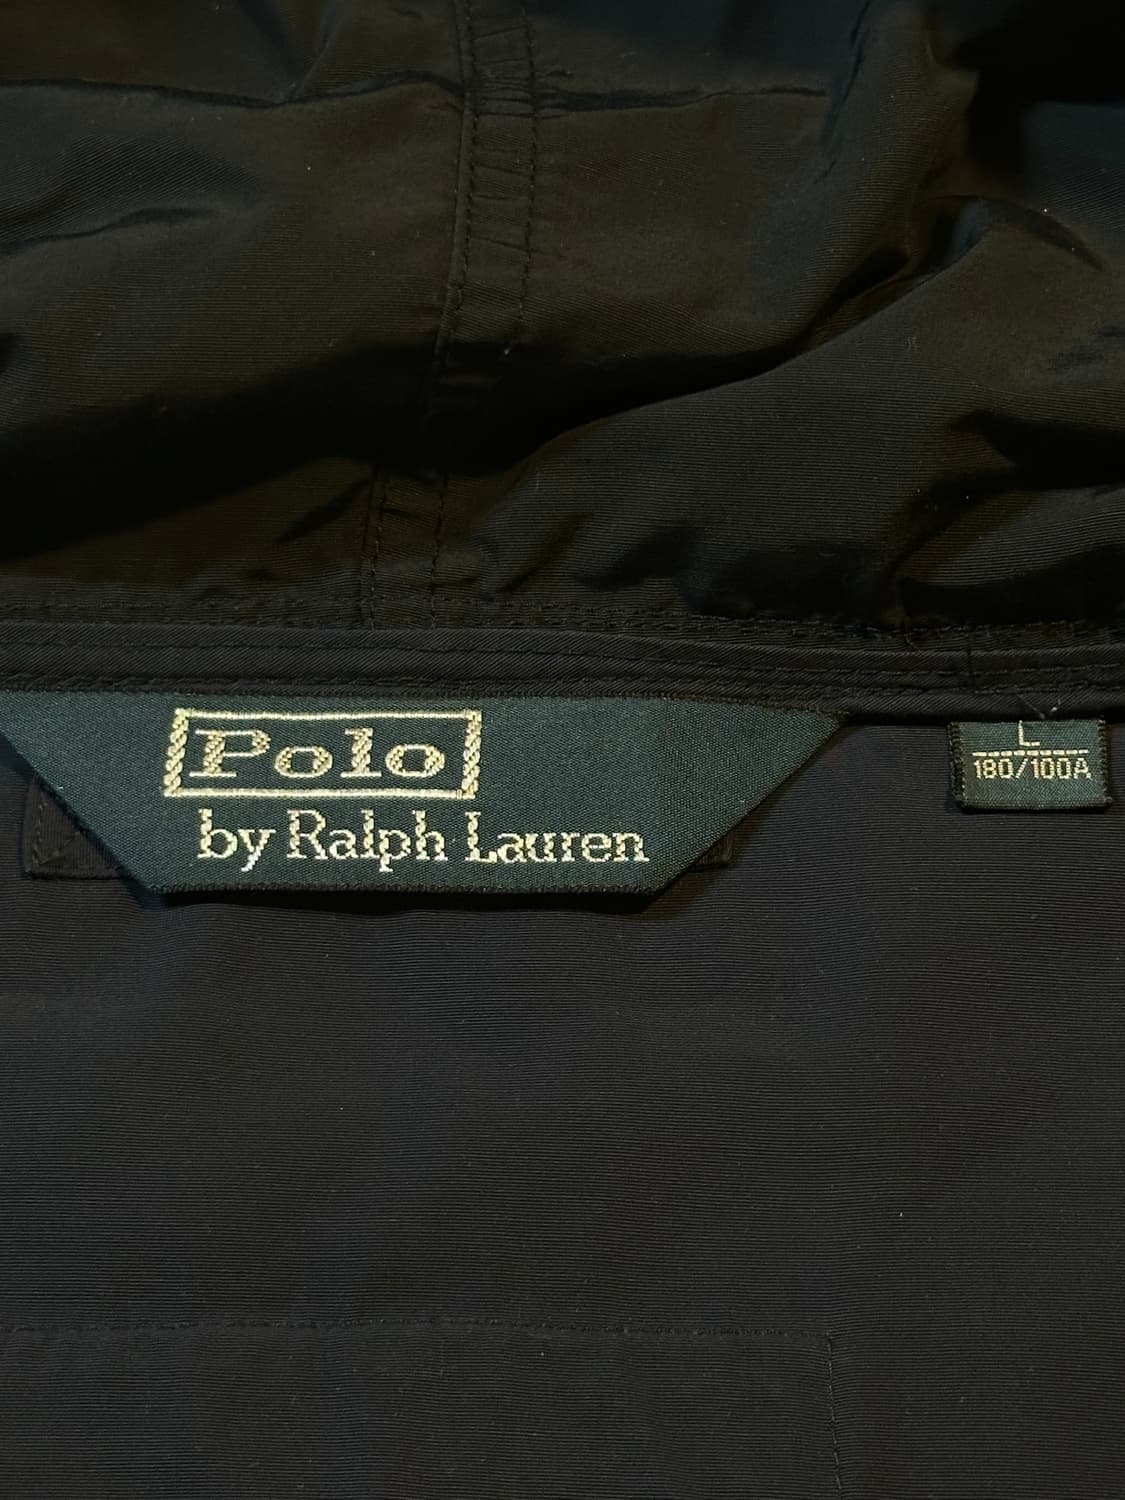 Polo
by Ralph Lauren
L
180/100A